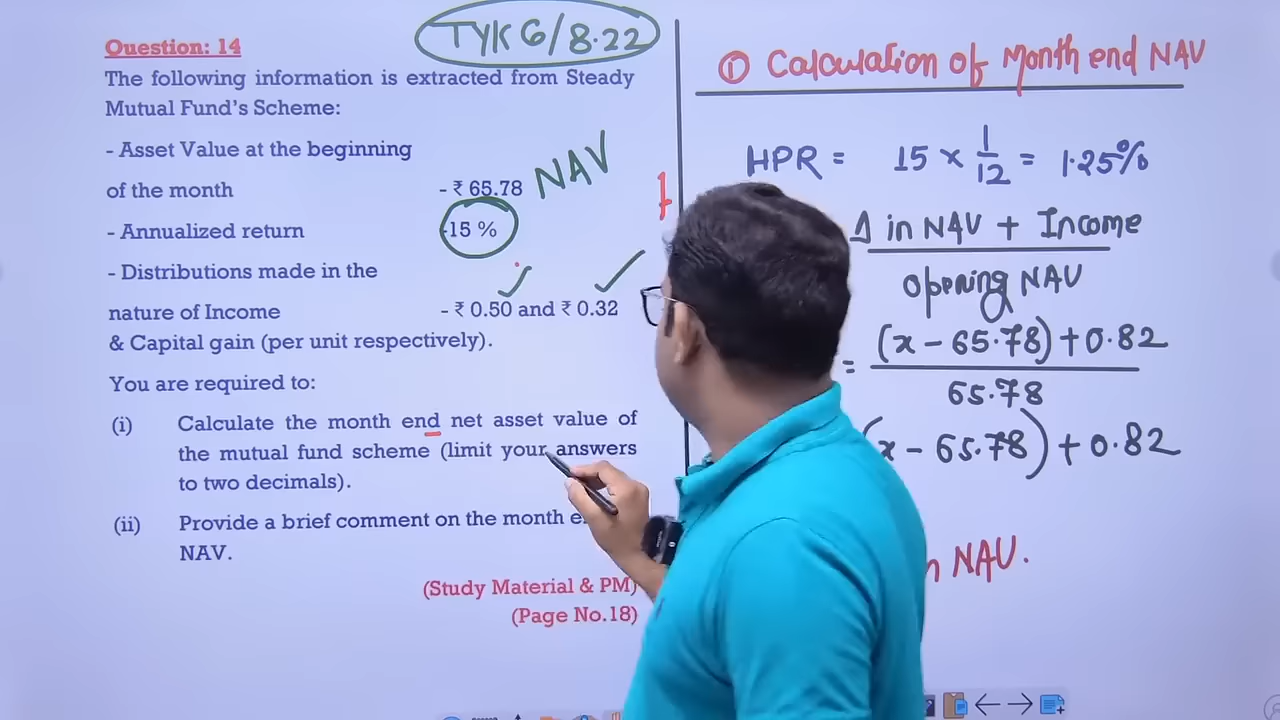 TYK 6/8.22
Question: 14
The following information is extracted from Steady
Mutual Fund's Scheme:
- Asset Value at the beginning
of the month - ₹ 65.78 NAV
- Annualized return -15 %
- Distributions made in the
nature of Income - ₹ 0.50 and ₹ 0.32
& Capital gain (per unit respectively).
You are required to:
(i) Calculate the month end net asset value of
the mutual fund scheme (limit your answers
to two decimals).
(ii) Provide a brief comment on the month
NAV.
(Study Material & PM)
(Page No.18)
① Calculation of Month end NAV
HPR = 15 × 1/12 = 1.25%
Δ in NAV + Income
opening NAV
= (x - 65.78) + 0.82
65.78
(x - 65.78) + 0.82
NAV.